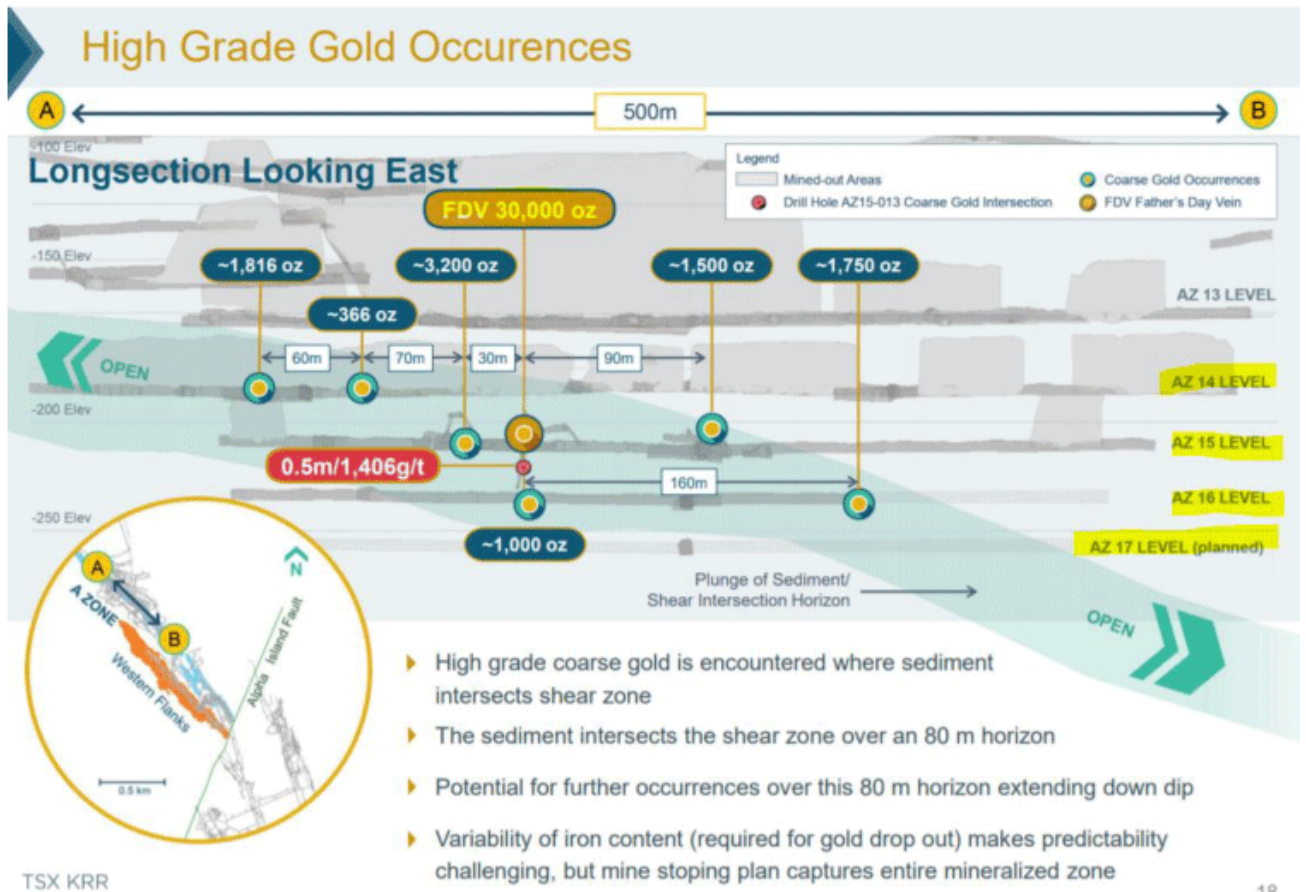 High Grade Gold Occurences
A
500m
B
-100 Elev
Longsection Looking East
Legend
Mined-out Areas
Coarse Gold Occurrences
Drill Hole AZ15-013 Coarse Gold Intersection
FDV Father's Day Vein
FDV 30,000 oz
-150 Elev
~1,816 oz
~3,200 oz
~1,500 oz
~1,750 oz
AZ 13 LEVEL
~366 oz
60m
70m
30m
90m
OPEN
AZ 14 LEVEL
-200 Elev
AZ 15 LEVEL
0.5m/1,406g/t
160m
AZ 16 LEVEL
-250 Elev
~1,000 oz
AZ 17 LEVEL (planned)
Plunge of Sediment/
Shear Intersection Horizon
OPEN
A
N
A ZONE
B
Alpha Island Fault
Western Flanks
0.5 km
High grade coarse gold is encountered where sediment
intersects shear zone
The sediment intersects the shear zone over an 80 m horizon
Potential for further occurrences over this 80 m horizon extending down dip
Variability of iron content (required for gold drop out) makes predictability
challenging, but mine stoping plan captures entire mineralized zone
TSX KRR